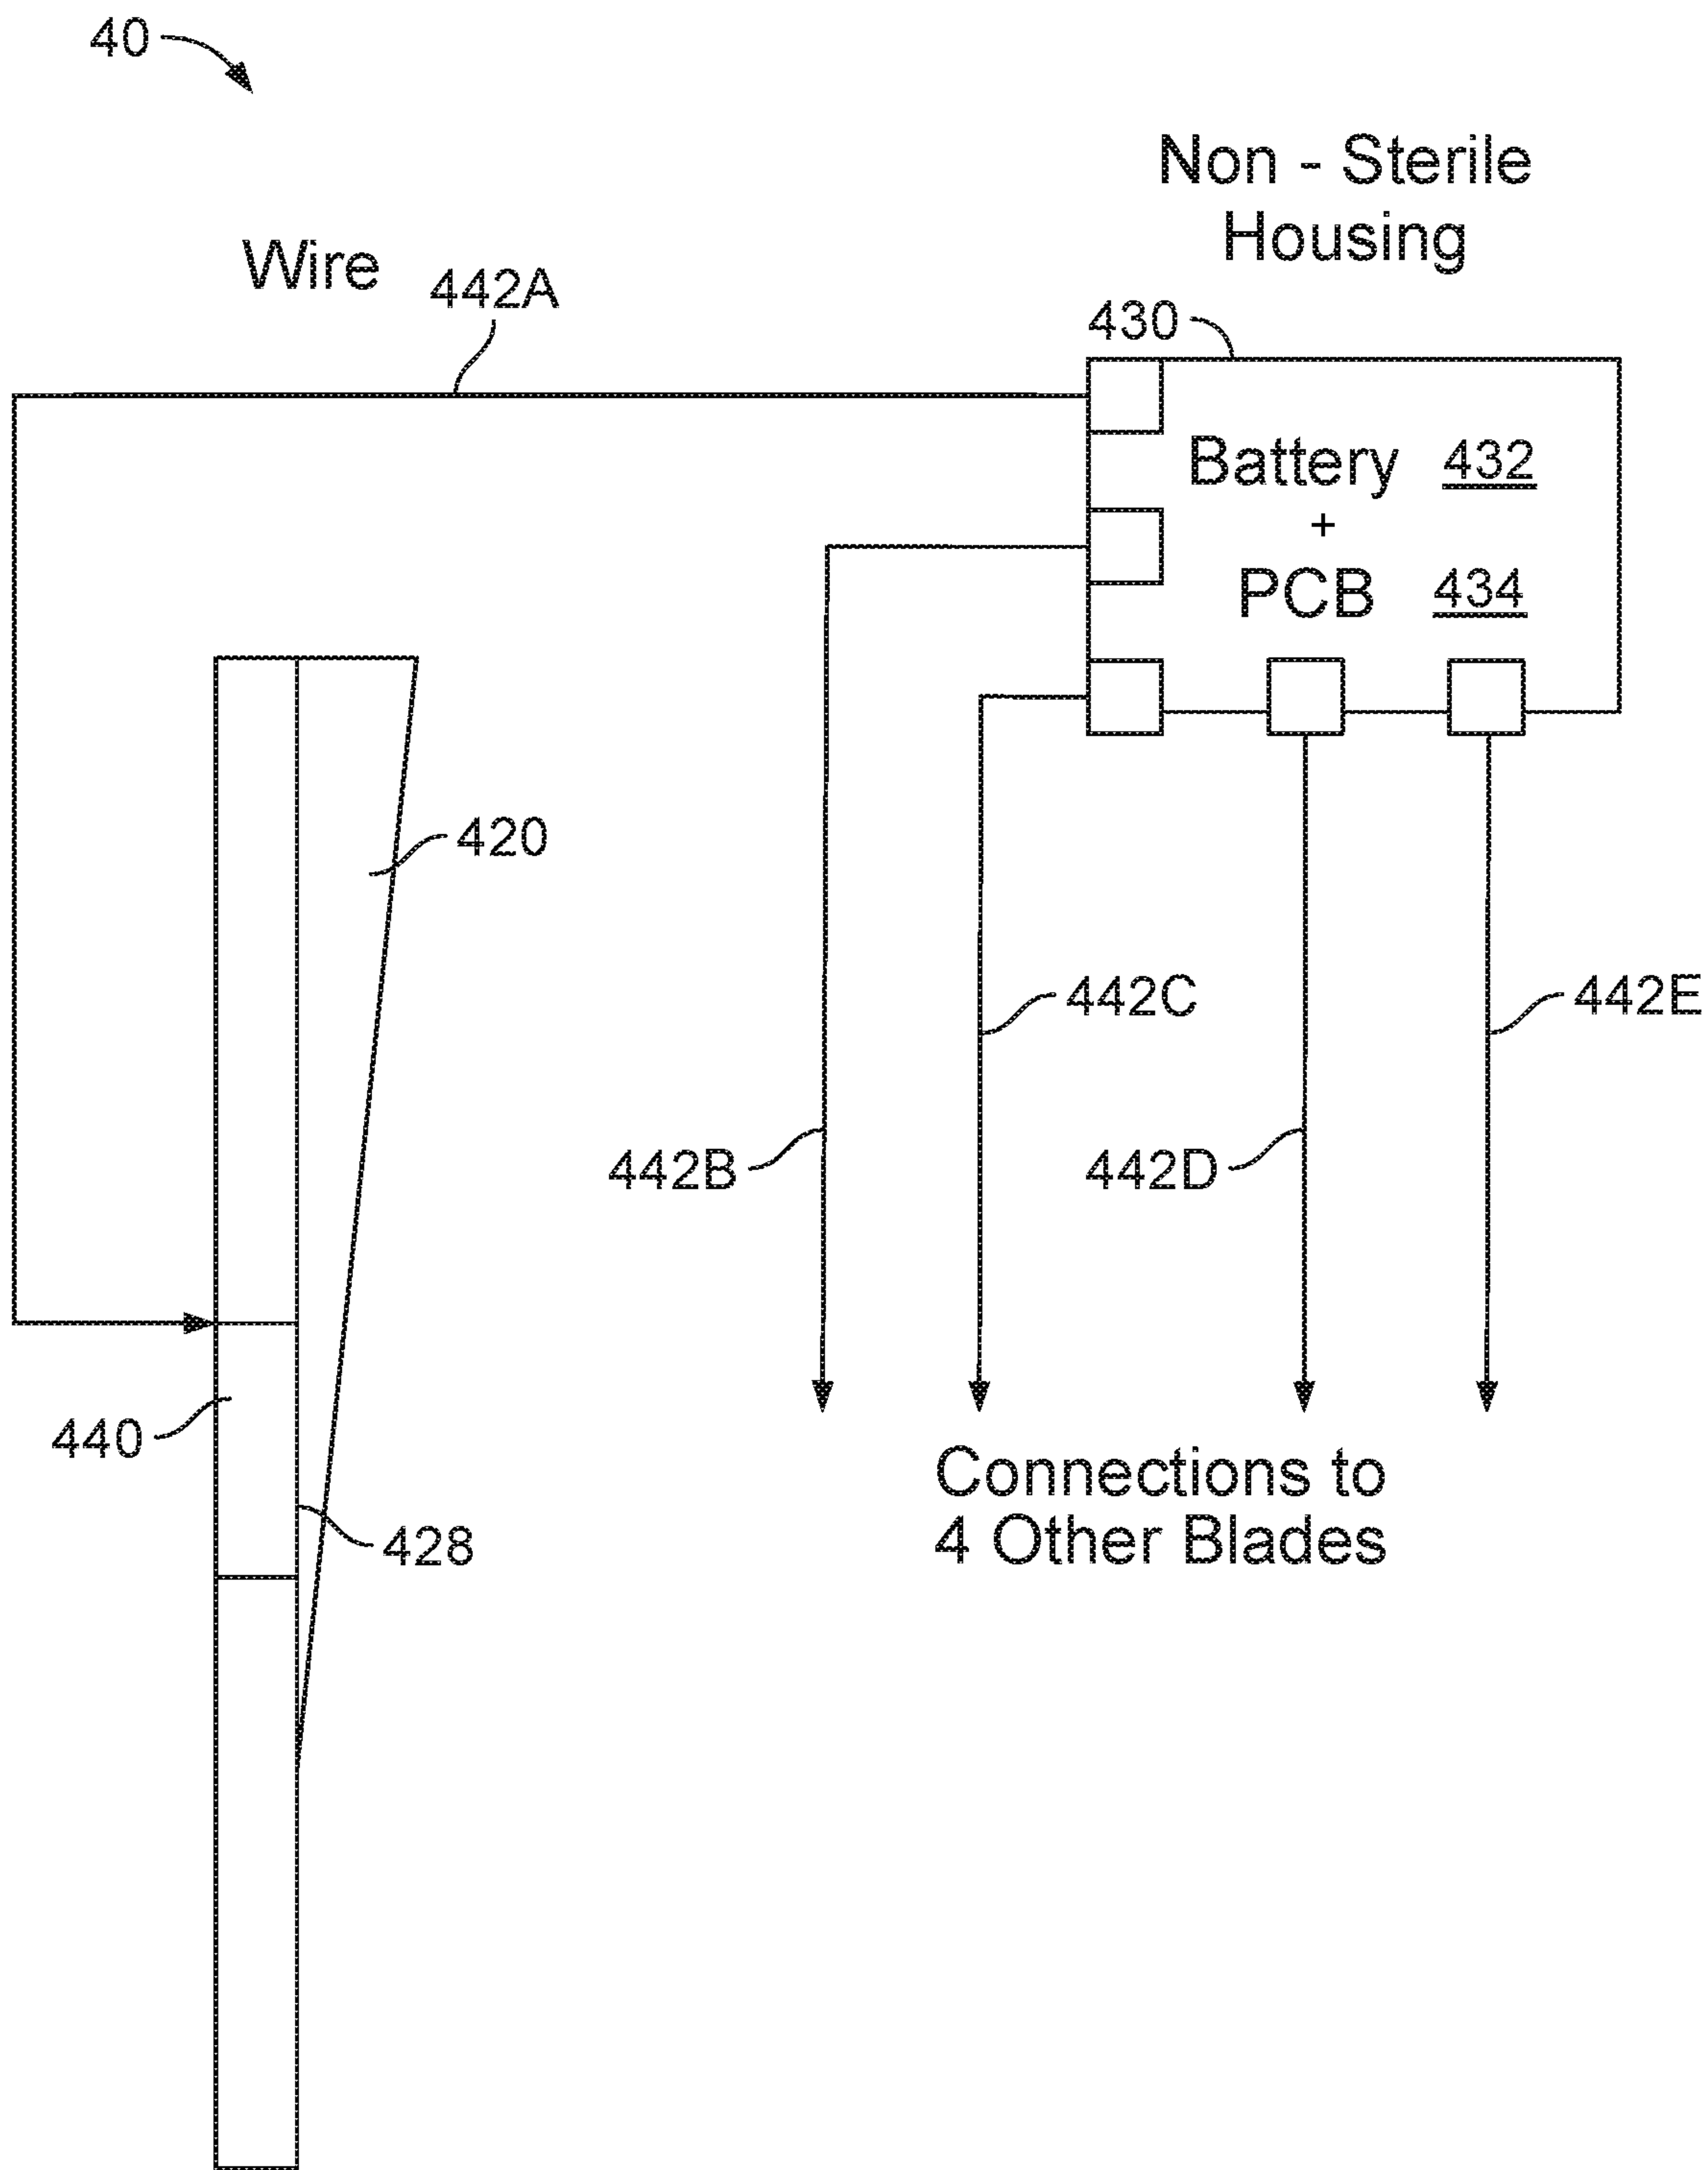 40
Non - Sterile
Housing
Wire
442A
430
Battery 432
+
PCB 434
420
442C
442E
442B
442D
440
428
Connections to
4 Other Blades